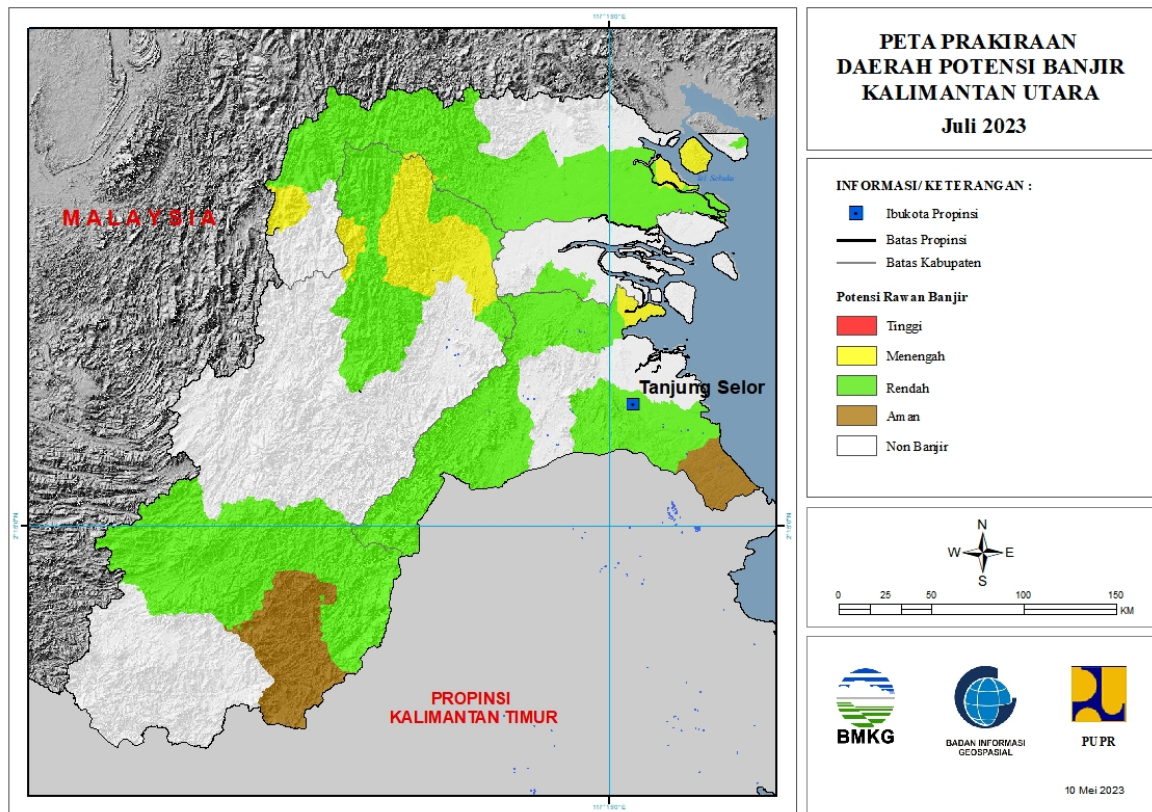 PETA PRAKIRAAN
DAERAH POTENSI BANJIR
KALIMANTAN UTARA
Juli 2023
INFORMASI/KETERANGAN :
Ibukota Propinsi
Batas Propinsi
Batas Kabupaten
Potensi Rawan Banjir
Tinggi
Menengah
Rendah
Aman
Non Banjir
N
W E
S
0 25 50 100 150
KM
BMKG
BADAN INFORMASI
GEOSPASIAL
PUPR
10 Mei 2023
MALAYSIA
Tanjung Selor
PROPINSI
KALIMANTAN TIMUR